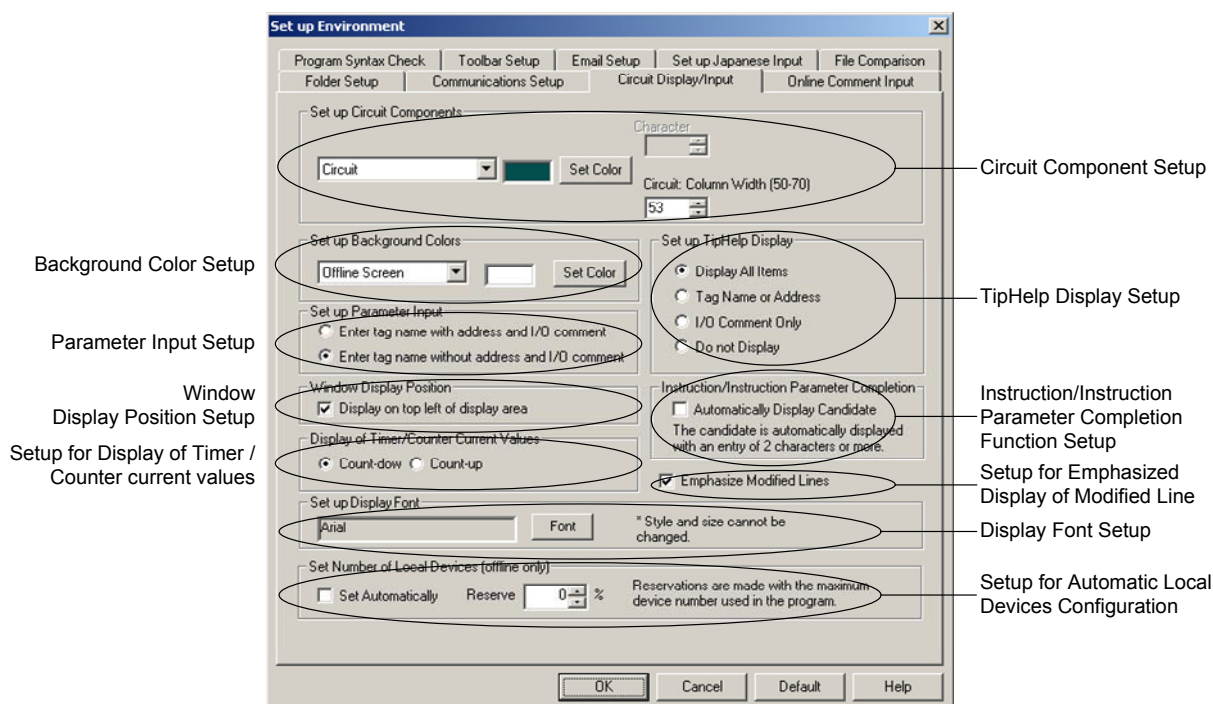 Set up Environment
Program Syntax Check Toolbar Setup Email Setup Set up Japanese Input File Comparison
Folder Setup Communications Setup Circuit Display/Input Online Comment Input
Set up Circuit Components
Character
Circuit Set Color
Circuit: Column Width (50-70)
53
Circuit Component Setup
Set up Background Colors
Offline Screen Set Color
Background Color Setup
Set up TipHelp Display
Display All Items
Tag Name or Address
I/O Comment Only
Do not Display
TipHelp Display Setup
Set up Parameter Input
Enter tag name with address and I/O comment
Enter tag name without address and I/O comment
Parameter Input Setup
Window Display Position
Display on top left of display area
Window
Display Position Setup
Instruction/Instruction Parameter Completion
Automatically Display Candidate
The candidate is automatically displayed
with an entry of 2 characters or more.
Instruction/Instruction
Parameter Completion
Function Setup
Display of Timer/Counter Current Values
Count-dow Count-up
Setup for Display of Timer /
Counter current values
Emphasize Modified Lines
Setup for Emphasized
Display of Modified Line
Set up Display Font
Arial Font * Style and size cannot be
changed.
Display Font Setup
Set Number of Local Devices (offline only)
Set Automatically Reserve 0 % Reservations are made with the maximum
device number used in the program.
Setup for Automatic Local
Devices Configuration
OK Cancel Default Help